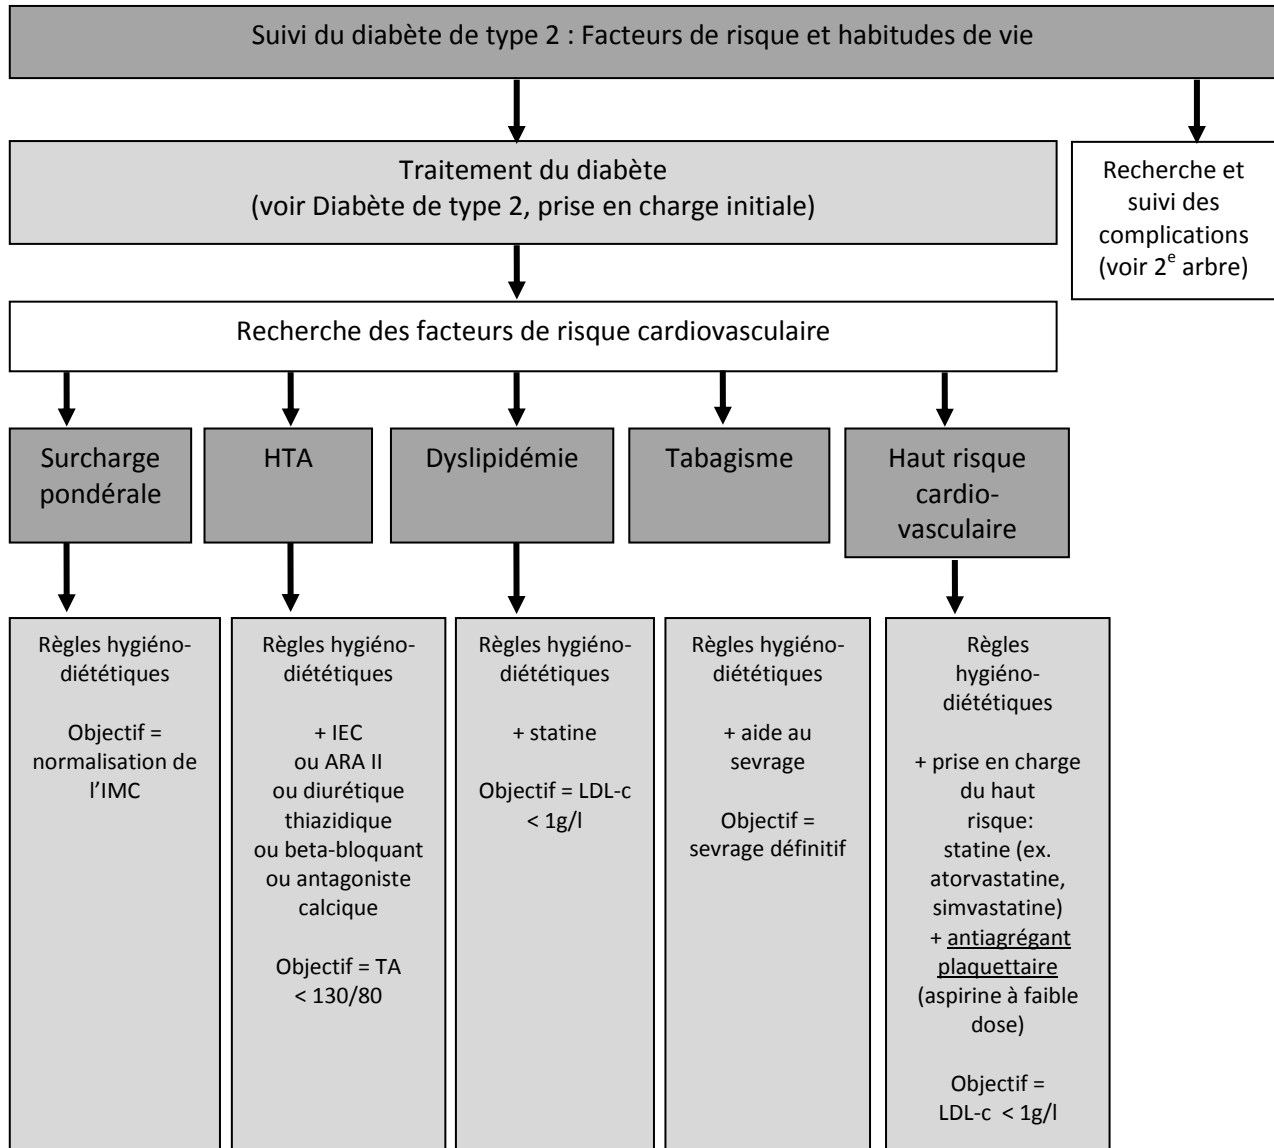 Suivi du diabète de type 2 : Facteurs de risque et habitudes de vie
Traitement du diabète
(voir Diabète de type 2, prise en charge initiale)
Recherche et
suivi des
complications
(voir 2e arbre)
Recherche des facteurs de risque cardiovasculaire
Surcharge
pondérale
HTA
Dyslipidémie
Tabagisme
Haut risque
cardio-
vasculaire
Règles hygiéno-
diététiques
Objectif =
normalisation de
l’IMC
Règles hygiéno-
diététiques
+ IEC
ou ARA II
ou diurétique
thiazidique
ou beta-bloquant
ou antagoniste
calcique
Objectif = TA
< 130/80
Règles hygiéno-
diététiques
+ statine
Objectif = LDL-c
< 1g/l
Règles hygiéno-
diététiques
+ aide au
sevrage
Objectif =
sevrage définitif
Règles
hygiéno-
diététiques
+ prise en charge
du haut
risque:
statine (ex.
atorvastatine,
simvastatine)
+ antiagrégant
plaquettaire
(aspirine à faible
dose)
Objectif =
LDL-c < 1g/l